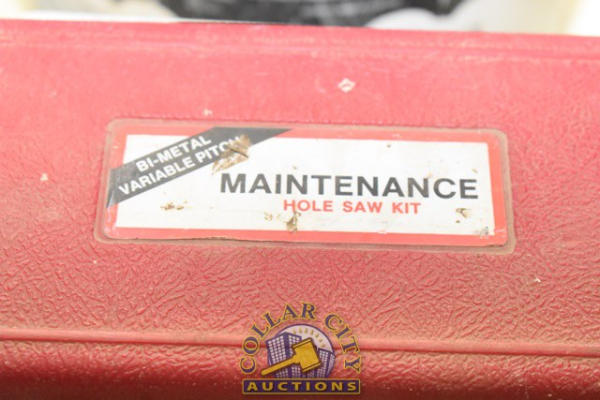 BI-METAL
VARIABLE PITCH
MAINTENANCE
HOLE SAW KIT
COLLAR CITY
AUCTIONS